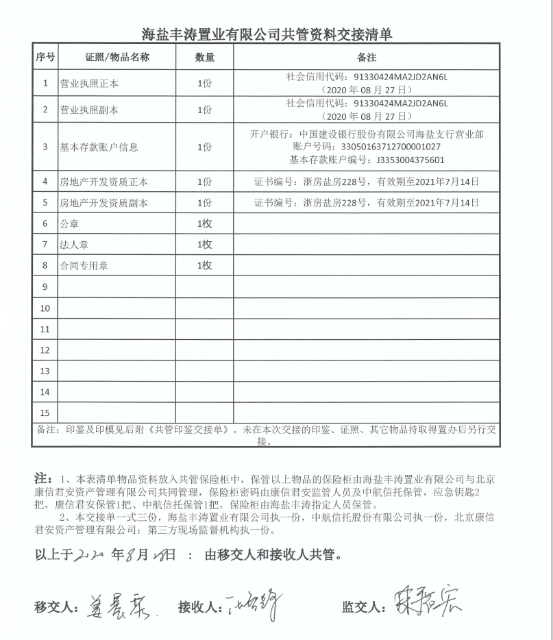 海盐丰涛置业有限公司共管资料交接清单
序号 证照/物品名称 数量 备注
1 营业执照正本 1份 社会信用代码：91330424MA2JD2AN6L
（2020 年 08 月 27 日）
2 营业执照副本 1份 社会信用代码：91330424MA2JD2AN6L
（2020 年 08 月 27 日）
3 基本存款账户信息 1份 开户银行：中国建设银行股份有限公司海盐支行营业部
账户号码：33050163712700001027
基本存款账户编号：J3353004375601
4 房地产开发资质正本 1份 证书编号：浙房盐房228号，有效期至2021年7月14日
5 房地产开发资质副本 1份 证书编号：浙房盐房228号，有效期至2021年7月14日
6 公章 1枚
7 法人章 1枚
8 合同专用章 1枚
9
10
11
12
13
14
15
备注：印鉴及印模见后附《共管印鉴交接单》。未在本次交接的印鉴、证照、其它物品待取得置办后另行交
接。
注：1、本表清单物品资料放入共管保险柜中，保管以上物品的保险柜由海盐丰涛置业有限公司与北京
康信君安资产管理有限公司共同管理，保险柜密码由康信君安监管人员及中航信托保管，应急钥匙2
把，康信君安保管1把、中航信托保管1把，保险柜由海盐丰涛指定人员保管。
2、本交接单一式三份，海盐丰涛置业有限公司执一份，中航信托股份有限公司执一份，北京康信
君安资产管理有限公司：第三方现场监督机构执一份。
以上于2020 年8月28日 ： 由移交人和接收人共管。
移交人： 接收人： 监交人：